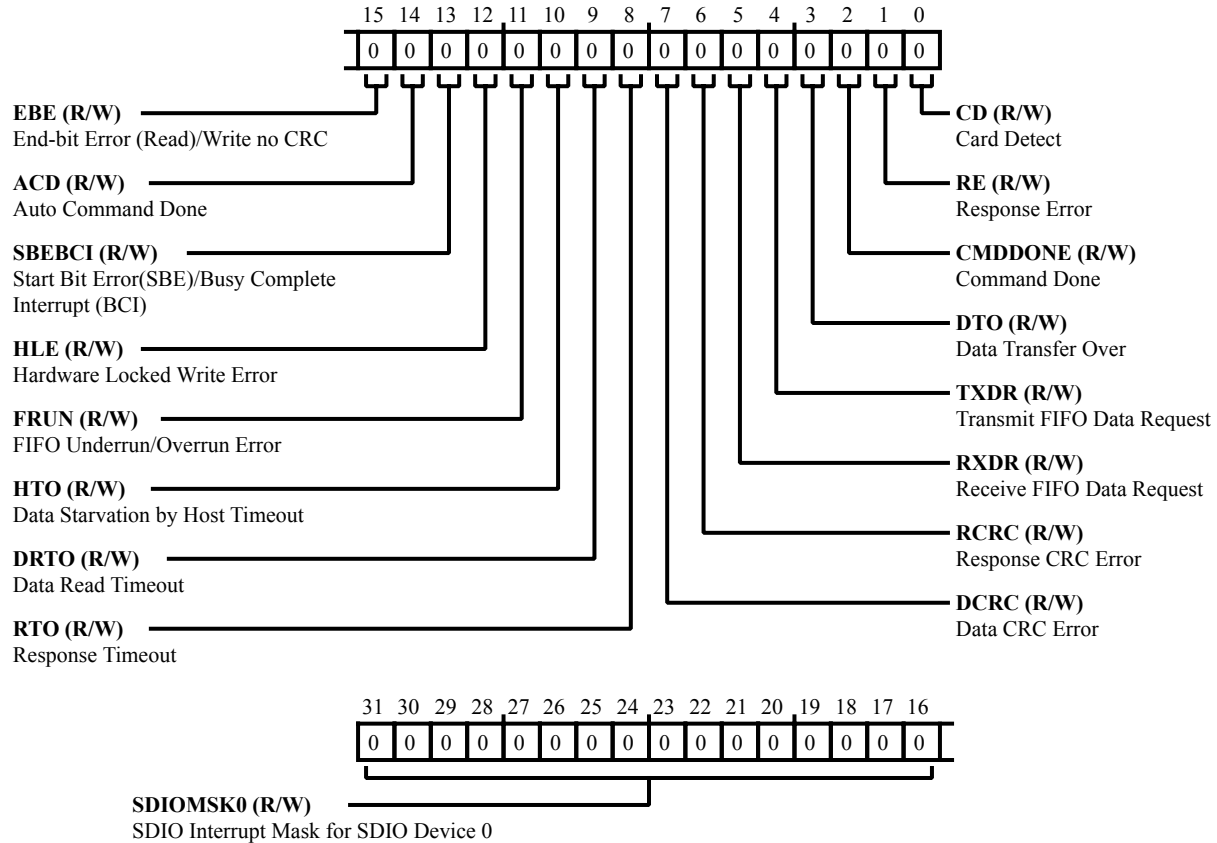 15 14 13 12 11 10 9 8 7 6 5 4 3 2 1 0
0 0 0 0 0 0 0 0 0 0 0 0 0 0 0 0
EBE (R/W)
End-bit Error (Read)/Write no CRC
ACD (R/W)
Auto Command Done
SBEBCI (R/W)
Start Bit Error(SBE)/Busy Complete
Interrupt (BCI)
HLE (R/W)
Hardware Locked Write Error
FRUN (R/W)
FIFO Underrun/Overrun Error
HTO (R/W)
Data Starvation by Host Timeout
DRTO (R/W)
Data Read Timeout
RTO (R/W)
Response Timeout
CD (R/W)
Card Detect
RE (R/W)
Response Error
CMDDONE (R/W)
Command Done
DTO (R/W)
Data Transfer Over
TXDR (R/W)
Transmit FIFO Data Request
RXDR (R/W)
Receive FIFO Data Request
RCRC (R/W)
Response CRC Error
DCRC (R/W)
Data CRC Error
31 30 29 28 27 26 25 24 23 22 21 20 19 18 17 16
0 0 0 0 0 0 0 0 0 0 0 0 0 0 0 0
SDIOMSK0 (R/W)
SDIO Interrupt Mask for SDIO Device 0